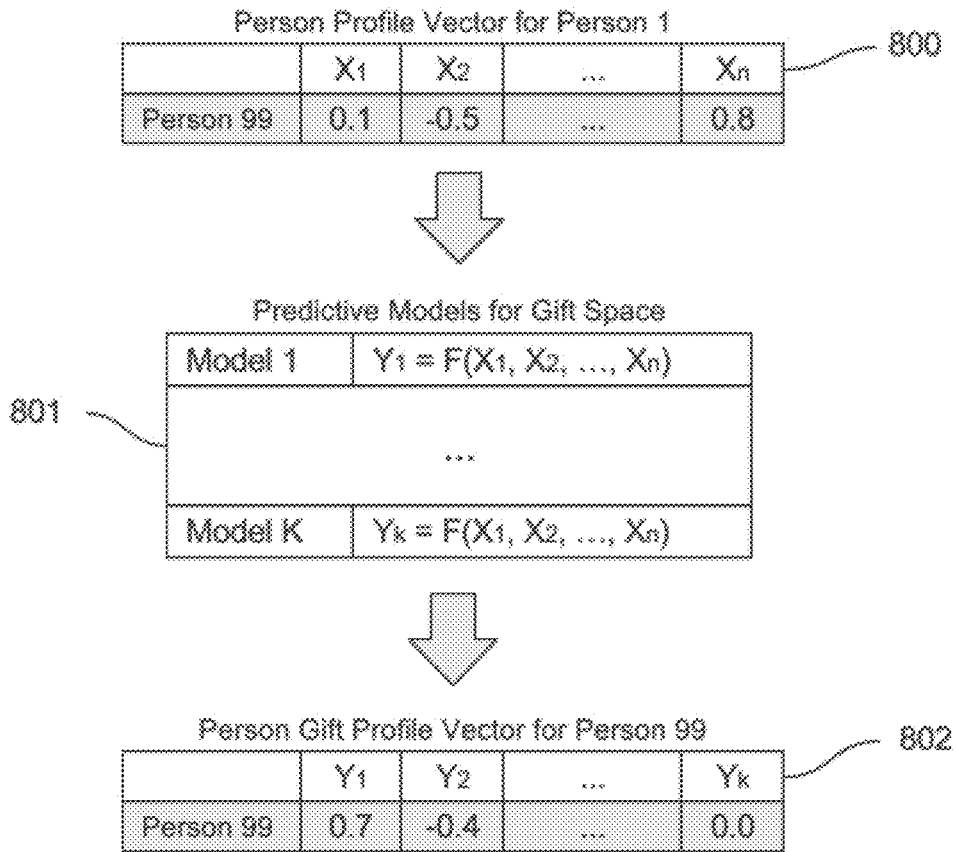 Person Profile Vector for Person 1
X1 X2 ... Xn
800
Person 99 0.1 -0.5 ... 0.8
Predictive Models for Gift Space
Model 1 Y1 = F(X1, X2, ..., Xn)
801
...
Model K Yk = F(X1, X2, ..., Xn)
Person Gift Profile Vector for Person 99
802
Y1 Y2 ... Yk
Person 99 0.7 -0.4 ... 0.0